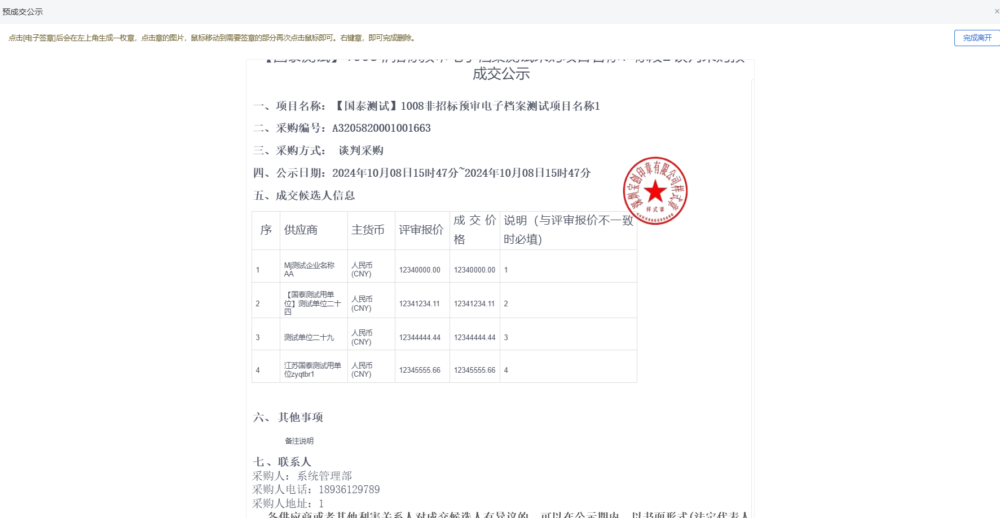 预成交公示
×
点击[电子签章]后会在左上角生成一枚章，点击章的图片，鼠标移动到需要签章的部分再次点击鼠标即可。右键章，即可完成删除。
完成离开
成交公示
一、项目名称：【国泰测试】1008非招标预审电子档案测试项目名称1
二、采购编号：A3205820001001663
三、采购方式： 谈判采购
四、公示日期：2024年10月08日15时47分~2024年10月08日15时47分
深圳宝创印章有限公司样式章
样式章
五、成交候选人信息
序 供应商 主货币 评审报价 成交价格 说明（与评审报价不一致时必填）
1 Mj测试企业名称AA 人民币(CNY) 12340000.00 12340000.00 1
2 【国泰测试用单位】测试单位二十四 人民币(CNY) 12341234.11 12341234.11 2
3 测试单位二十九 人民币(CNY) 12344444.44 12344444.44 3
4 江苏国泰测试用单位zyqtbr1 人民币(CNY) 12345555.66 12345555.66 4
六、 其他事项
备注说明
七、联系人
采购人：系统管理部
采购人电话：18936129789
采购人地址：1
各供应商或者其他利害关系人对成交候选人有异议的，可以在公示期内，以书面形式(法定代表人